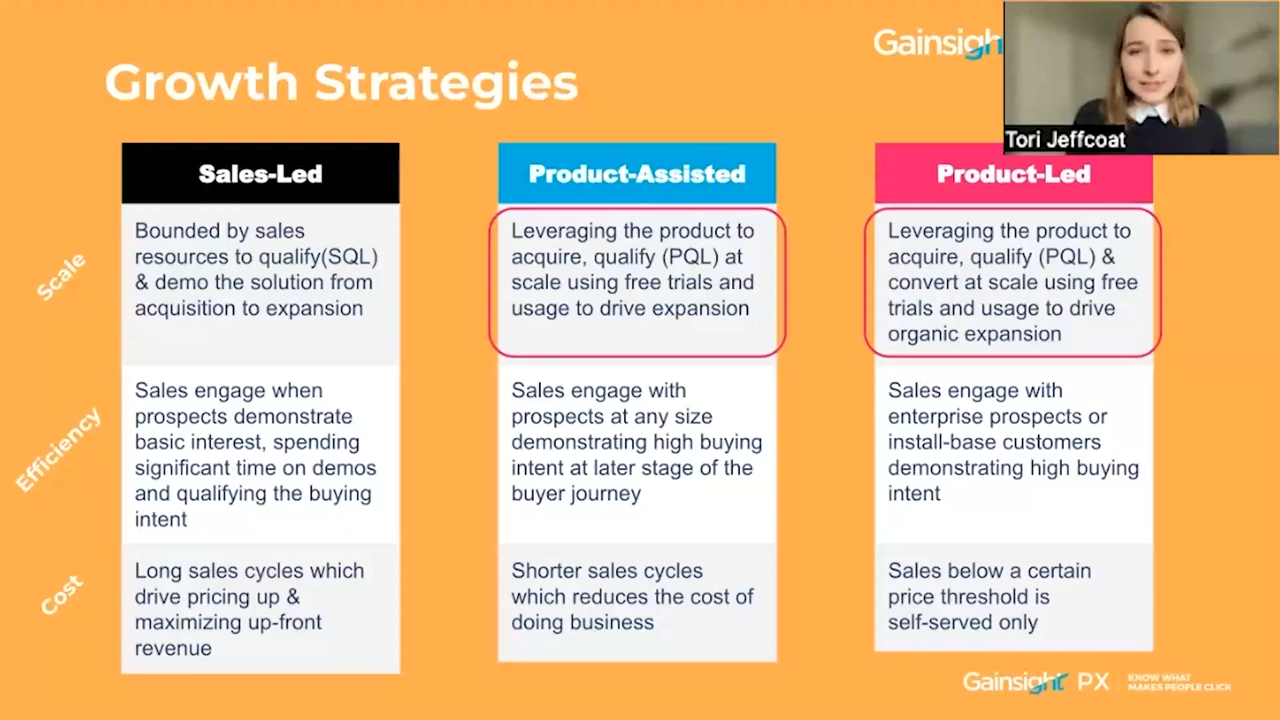 Gainsigh
Growth Strategies
Tori Jeffcoat
Sales-Led
Product-Assisted
Product-Led
Scale
Bounded by sales
resources to qualify(SQL)
& demo the solution from
acquisition to expansion
Leveraging the product to
acquire, qualify (PQL) at
scale using free trials and
usage to drive expansion
Leveraging the product to
acquire, qualify (PQL) &
convert at scale using free
trials and usage to drive
organic expansion
Efficiency
Sales engage when
prospects demonstrate
basic interest, spending
significant time on demos
and qualifying the buying
intent
Sales engage with
prospects at any size
demonstrating high buying
intent at later stage of the
buyer journey
Sales engage with
enterprise prospects or
install-base customers
demonstrating high buying
intent
Cost
Long sales cycles which
drive pricing up &
maximizing up-front
revenue
Shorter sales cycles
which reduces the cost of
doing business
Sales below a certain
price threshold is
self-served only
Gainsight PX
KNOW WHAT
MAKES PEOPLE CLICK